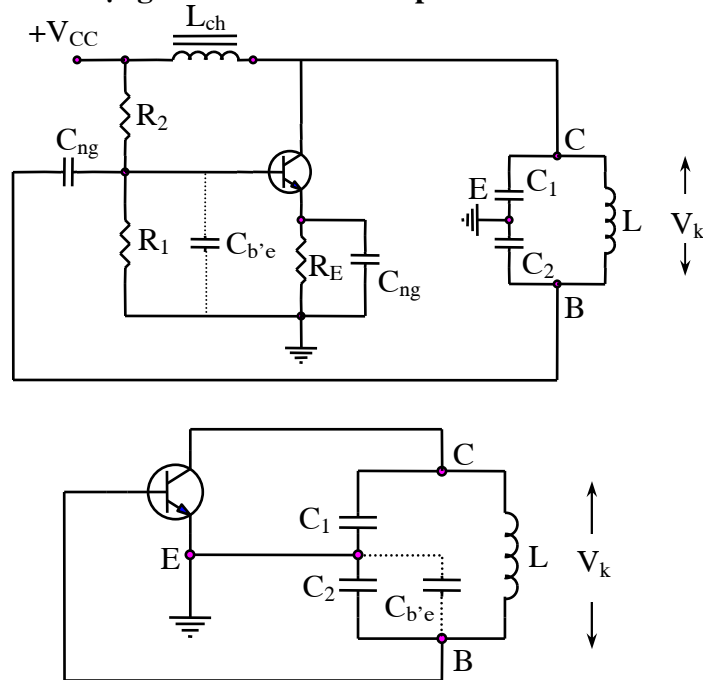 L_ch
+V_CC
R_2
C_ng
C
E
C_1
R_1
C_b'e
L
V_k
R_E
C_2
C_ng
B
C
C_1
E
L
V_k
C_2
C_b'e
B